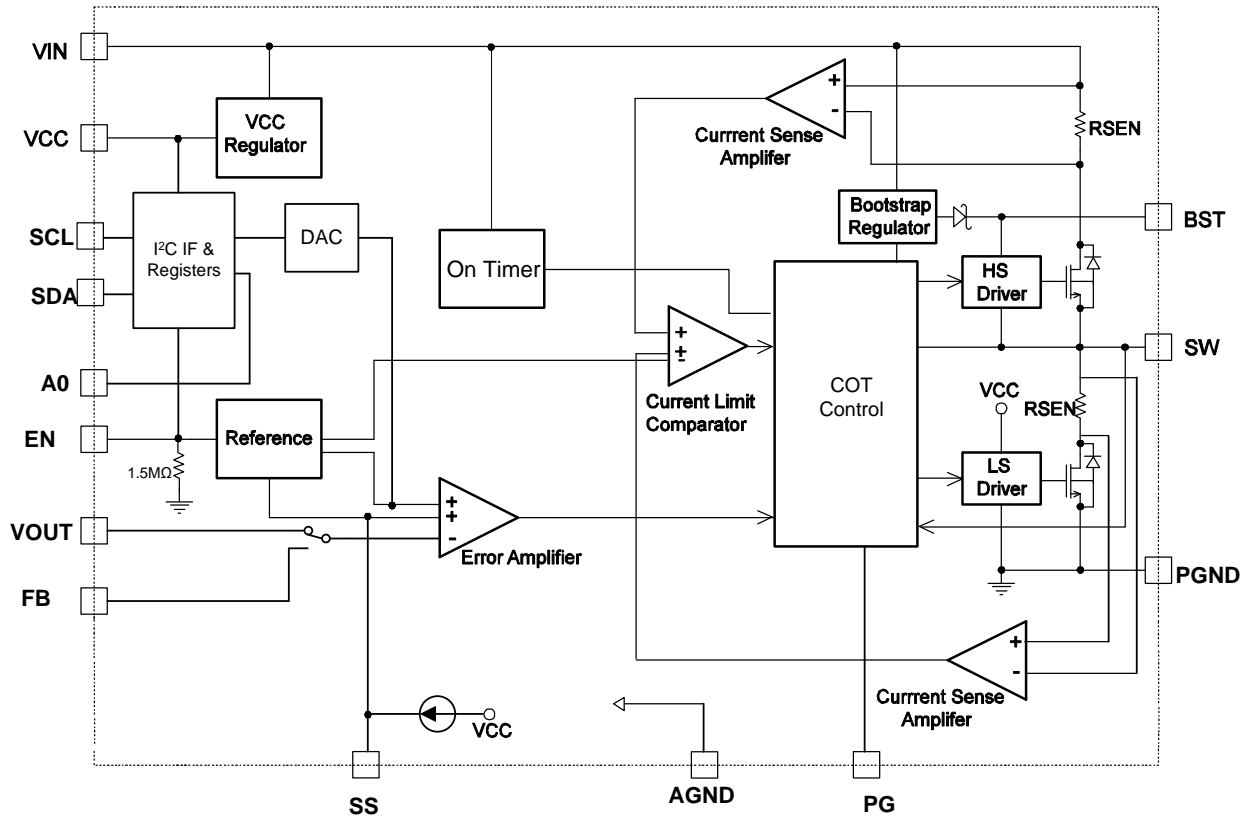 VIN
VCC
Regulator
VCC
+
-
Currrent Sense
Amplifer
RSEN
Bootstrap
Regulator
BST
SCL
I²C IF &
Registers
DAC
On Timer
SDA
HS
Driver
A0
+
+
-
Current Limit
Comparator
COT
Control
SW
VCC
RSEN
EN
Reference
1.5MΩ
LS
Driver
VOUT
+
+
-
Error Amplifier
FB
PGND
+
-
Currrent Sense
Amplifer
VCC
SS
AGND
PG